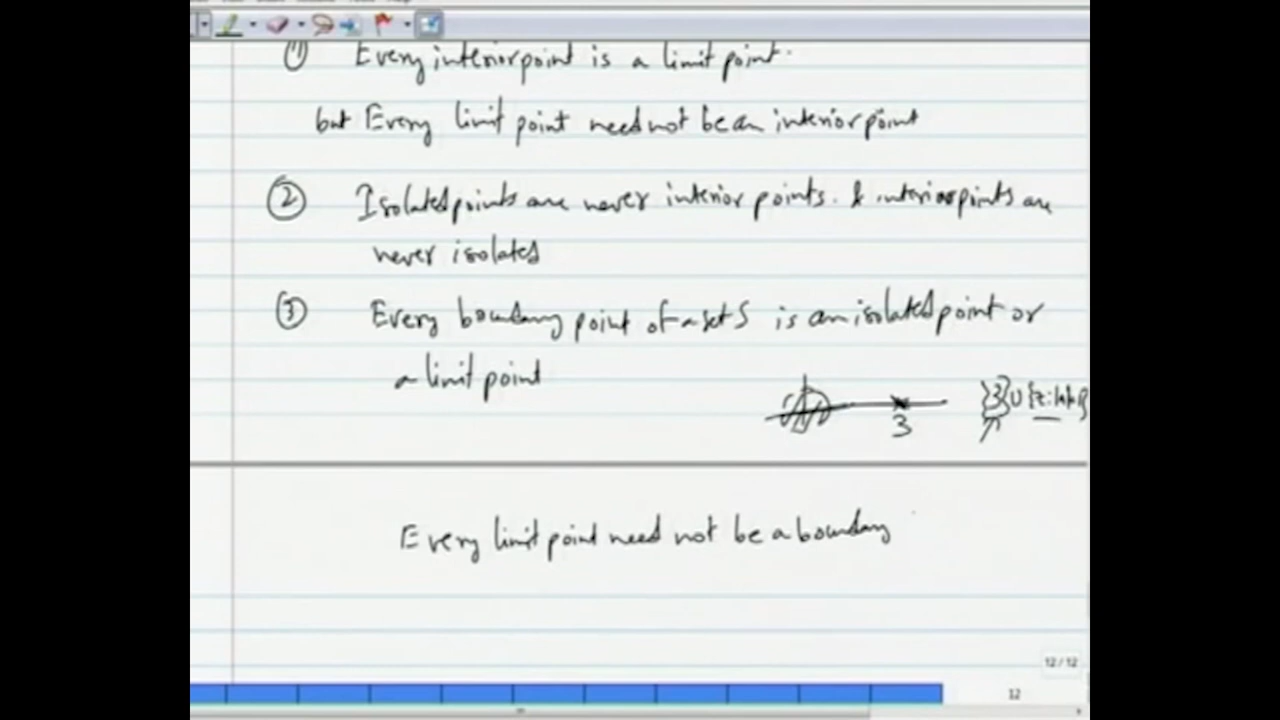 (1) Every interior point is a limit point.
but Every limit point need not be an interior point
(2) Isolated points are never interior points. & interior points are
never isolated
(3) Every boundary point of a set S is an isolated point or
a limit point
3
{3}∪{z:
Every limit point need not be a boundary
12/12
12